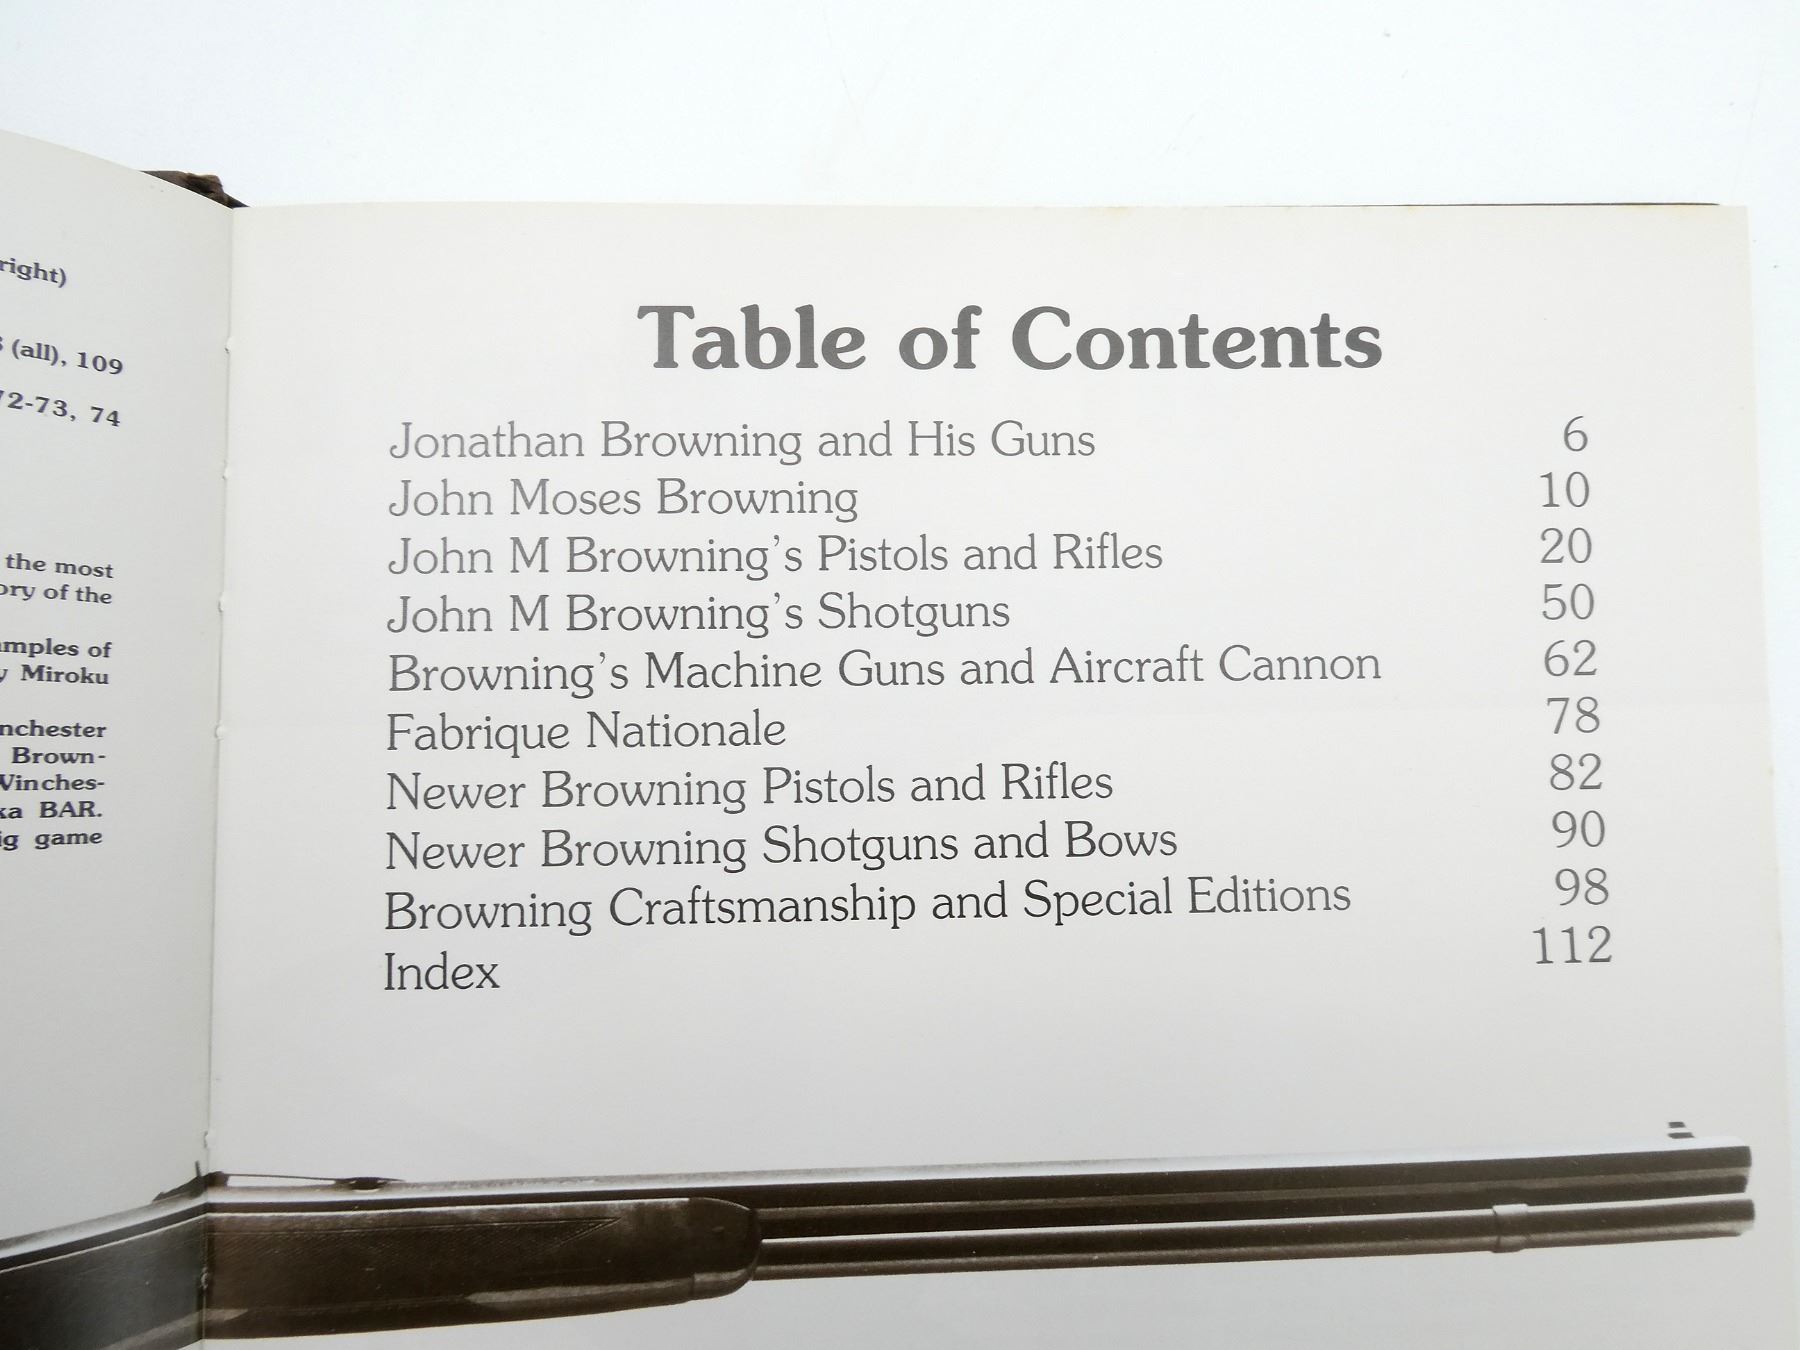 right)
(all), 109
72-73, 74
the most
ory of the
amples of
y Miroku
nchester
Brown-
Winches-
ka BAR.
ig game
Table of Contents
Jonathan Browning and His Guns 6
John Moses Browning 10
John M Browning's Pistols and Rifles 20
John M Browning's Shotguns 50
Browning's Machine Guns and Aircraft Cannon 62
Fabrique Nationale 78
Newer Browning Pistols and Rifles 82
Newer Browning Shotguns and Bows 90
Browning Craftsmanship and Special Editions 98
Index 112